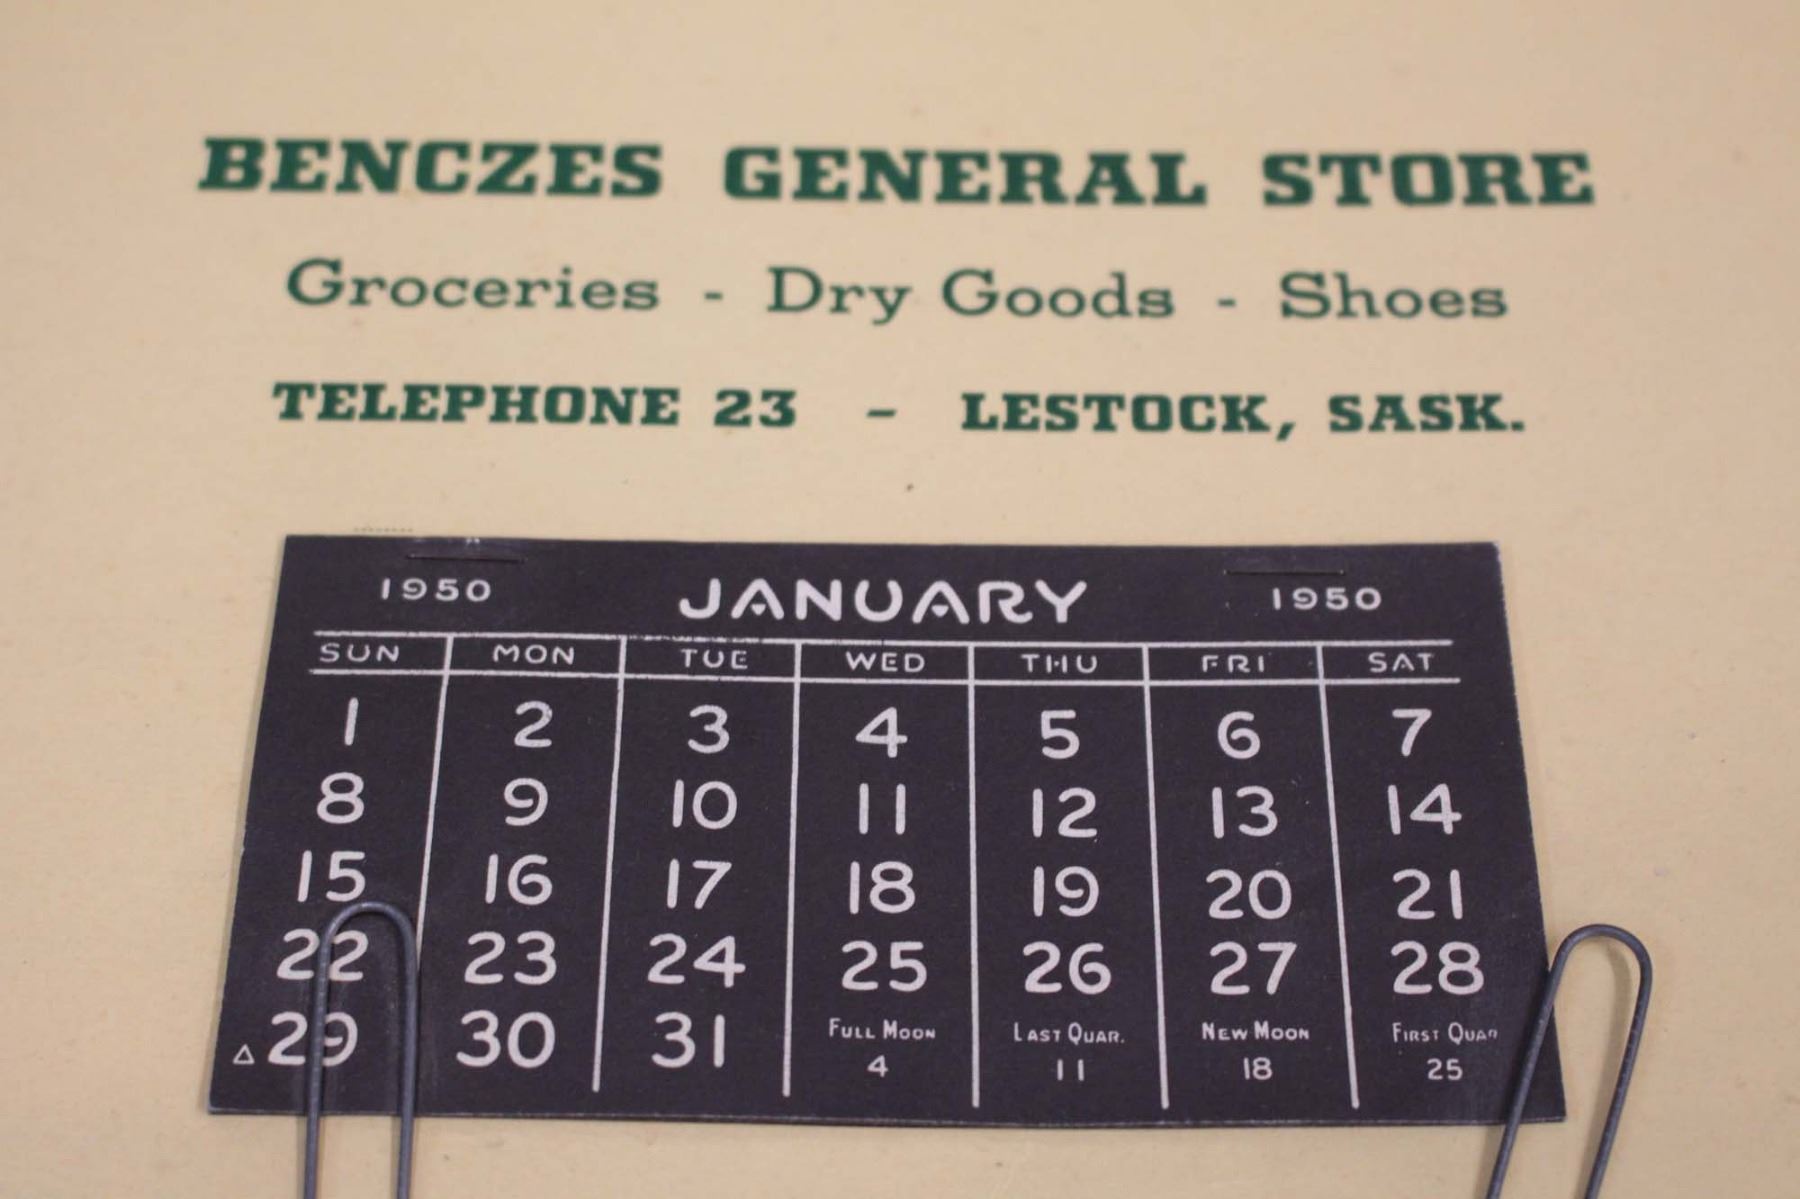 BENCZES GENERAL STORE
Groceries - Dry Goods - Shoes
TELEPHONE 23 - LESTOCK, SASK.
1950 JANUARY 1950
SUN MON TUE WED THU FRI SAT
1 2 3 4 5 6 7
8 9 10 11 12 13 14
15 16 17 18 19 20 21
22 23 24 25 26 27 28
△ 29 30 31 FULL MOON LAST QUAR. NEW MOON FIRST QUAR
4 11 18 25